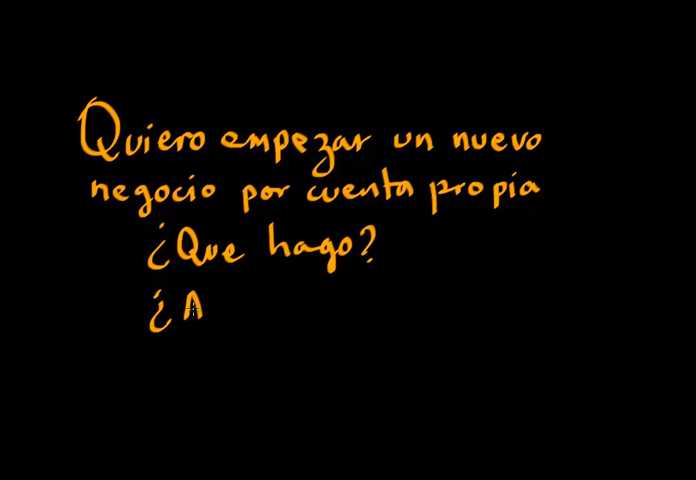 Quiero empezar un nuevo
negocio por cuenta propia
¿Que hago?
¿A